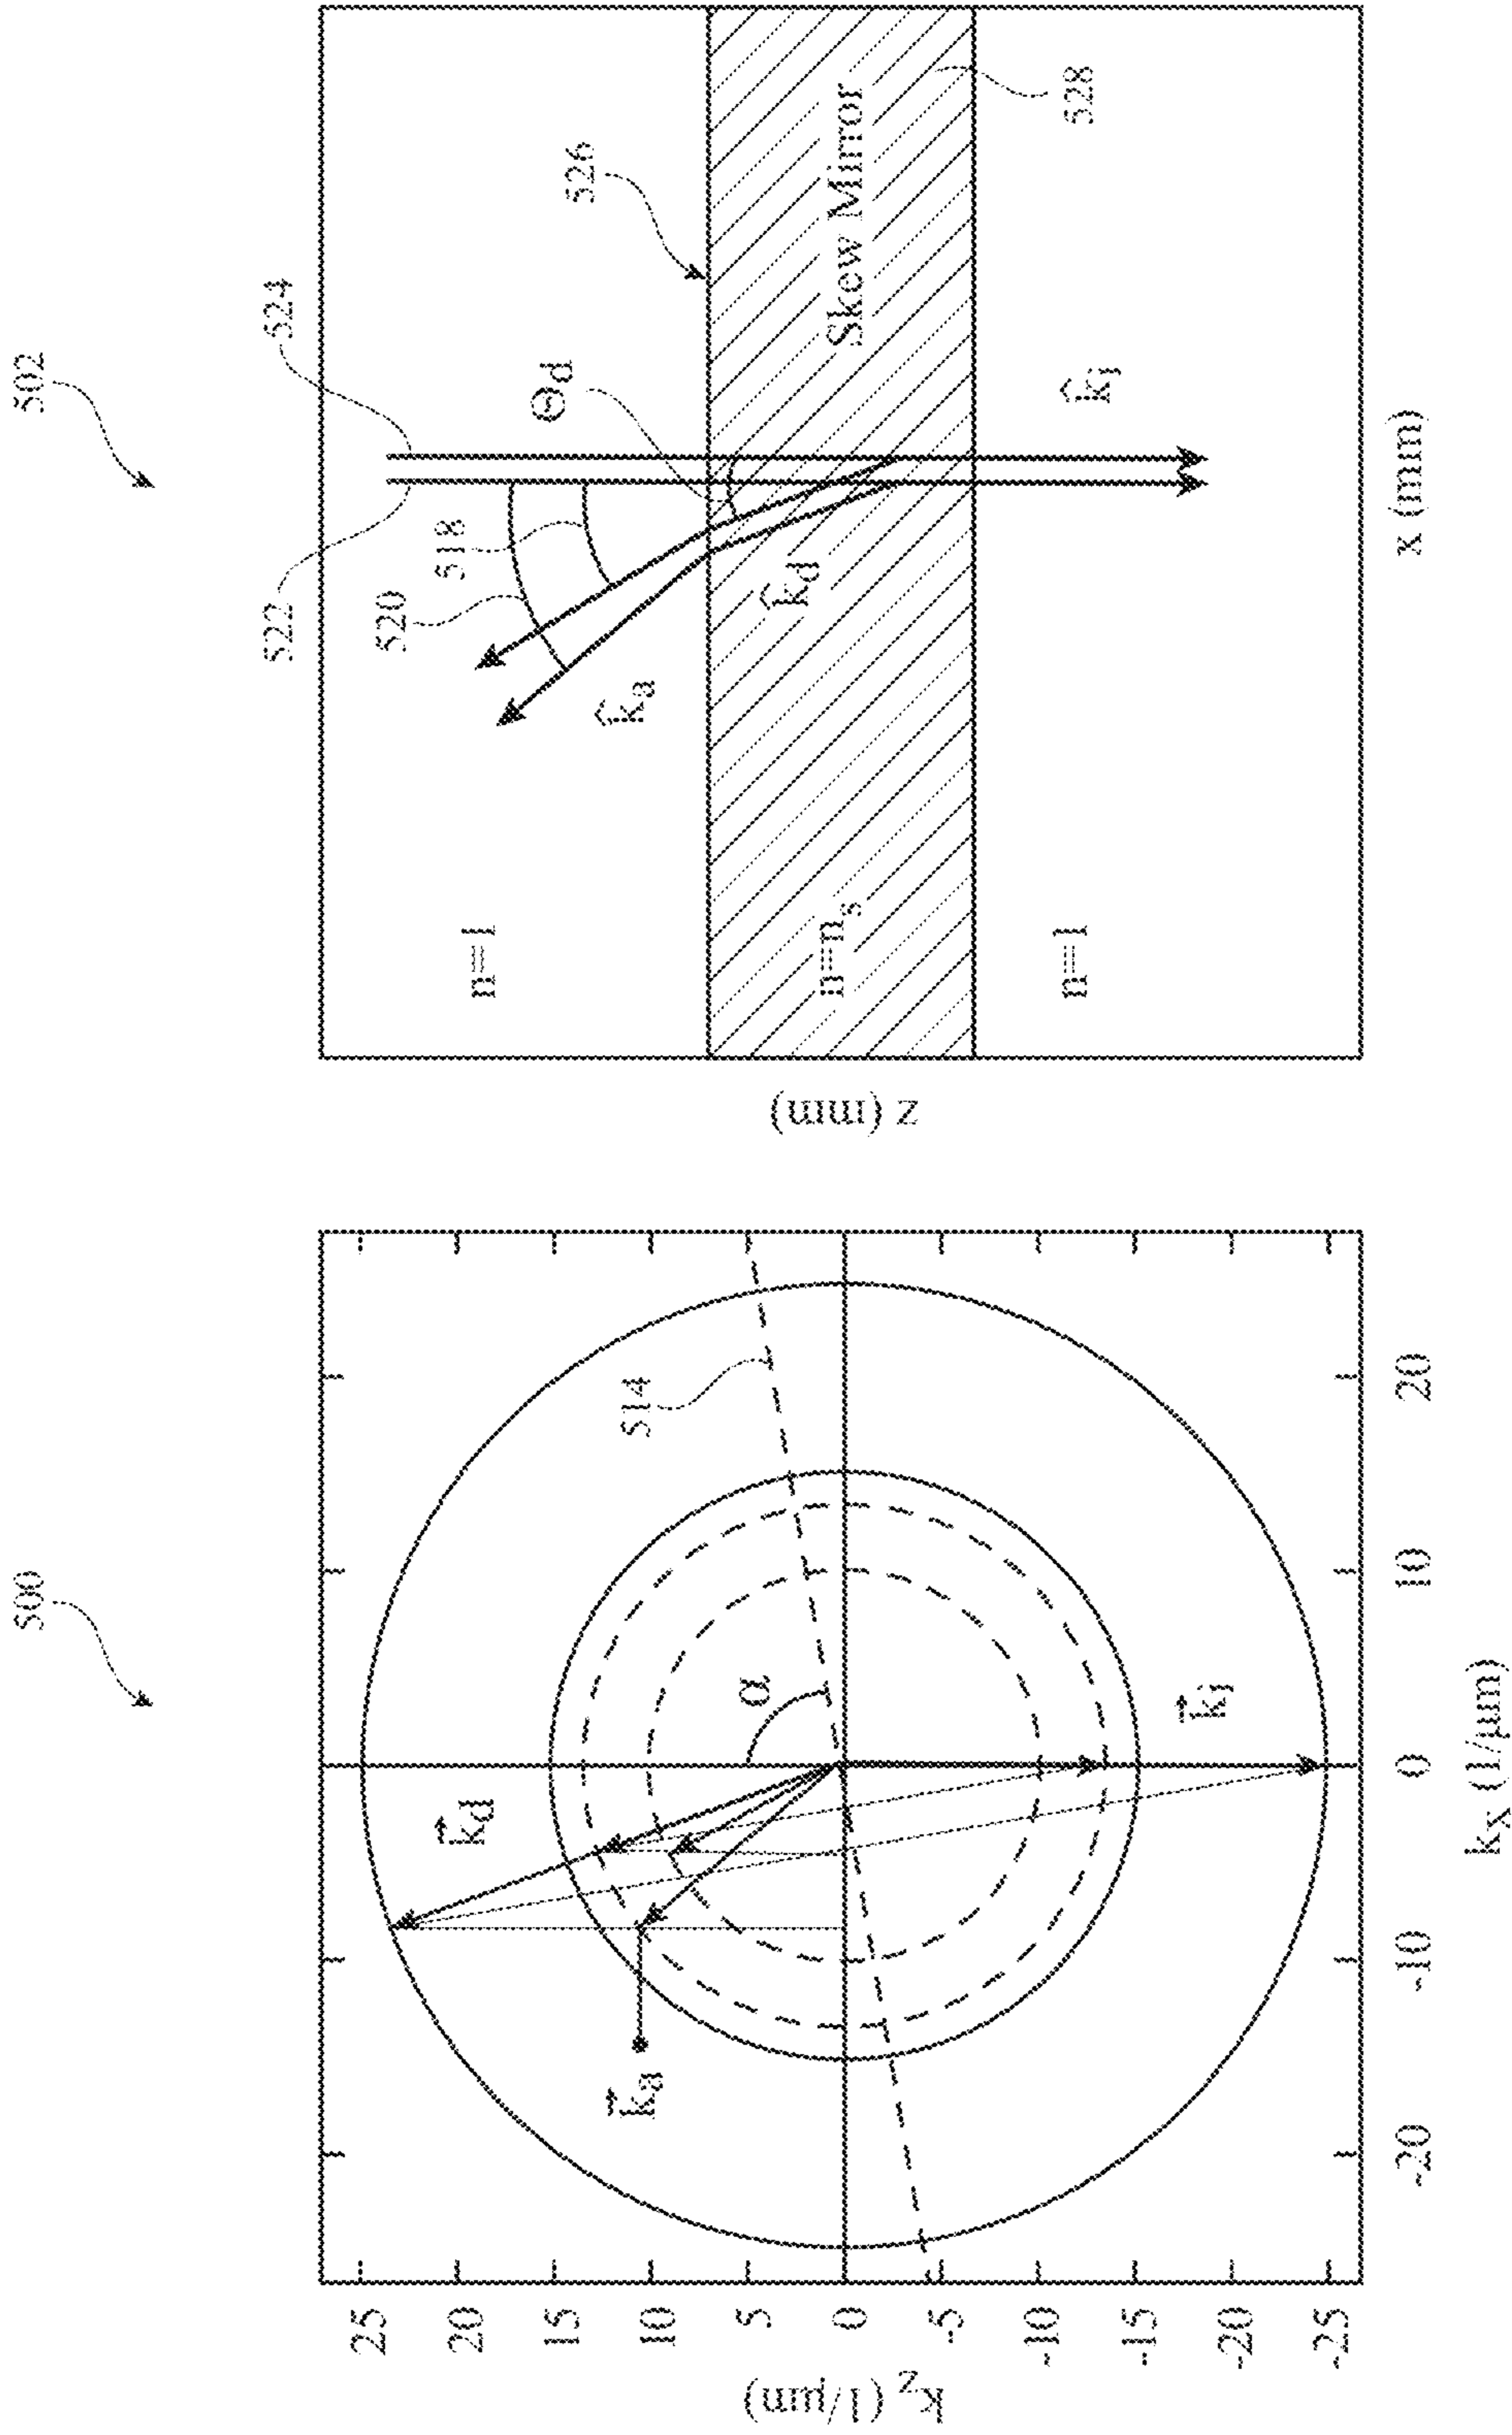 500
k⃗d
k⃗a
α
514
k⃗i
25
20
15
10
5
0
-5
-10
-15
-20
-25
kz (1/μm)
-20
-10
0
10
20
kx (1/μm)
502
522
524
520
518
Θd
526
k̂a
k̂d
n=1
n=ns
Skew Mirror
n=1
k̂i
528
z (mm)
x (mm)